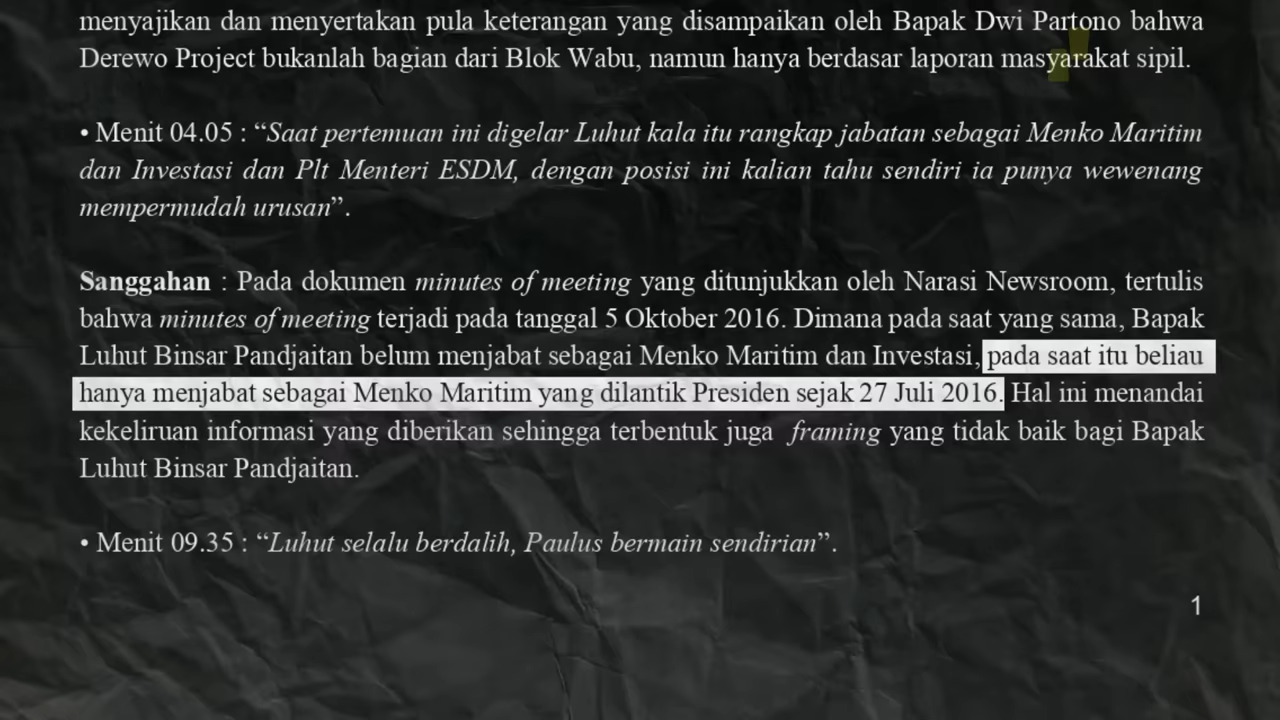 menyajikan dan menyertakan pula keterangan yang disampaikan oleh Bapak Dwi Partono bahwa
Derewo Project bukanlah bagian dari Blok Wabu, namun hanya berdasar laporan masyarakat sipil.
• Menit 04.05 : “Saat pertemuan ini digelar Luhut kala itu rangkap jabatan sebagai Menko Maritim
dan Investasi dan Plt Menteri ESDM, dengan posisi ini kalian tahu sendiri ia punya wewenang
mempermudah urusan”.
Sanggahan : Pada dokumen minutes of meeting yang ditunjukkan oleh Narasi Newsroom, tertulis
bahwa minutes of meeting terjadi pada tanggal 5 Oktober 2016. Dimana pada saat yang sama, Bapak
Luhut Binsar Pandjaitan belum menjabat sebagai Menko Maritim dan Investasi, pada saat itu beliau
hanya menjabat sebagai Menko Maritim yang dilantik Presiden sejak 27 Juli 2016. Hal ini menandai
kekeliruan informasi yang diberikan sehingga terbentuk juga framing yang tidak baik bagi Bapak
Luhut Binsar Pandjaitan.
• Menit 09.35 : “Luhut selalu berdalih, Paulus bermain sendirian”.
1